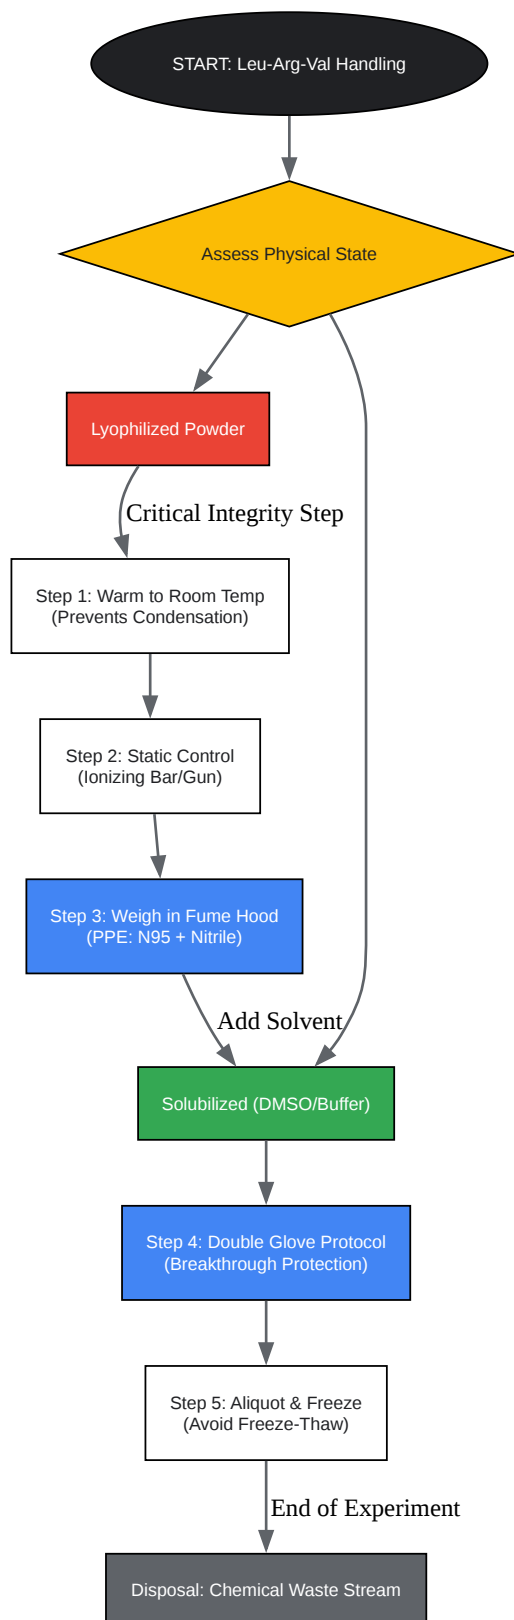 START: Leu-Arg-Val Handling
Assess Physical State
Lyophilized Powder
Critical Integrity Step
Step 1: Warm to Room Temp
(Prevents Condensation)
Step 2: Static Control
(Ionizing Bar/Gun)
Step 3: Weigh in Fume Hood
(PPE: N95 + Nitrile)
Add Solvent
Solubilized (DMSO/Buffer)
Step 4: Double Glove Protocol
(Breakthrough Protection)
Step 5: Aliquot & Freeze
(Avoid Freeze-Thaw)
End of Experiment
Disposal: Chemical Waste Stream